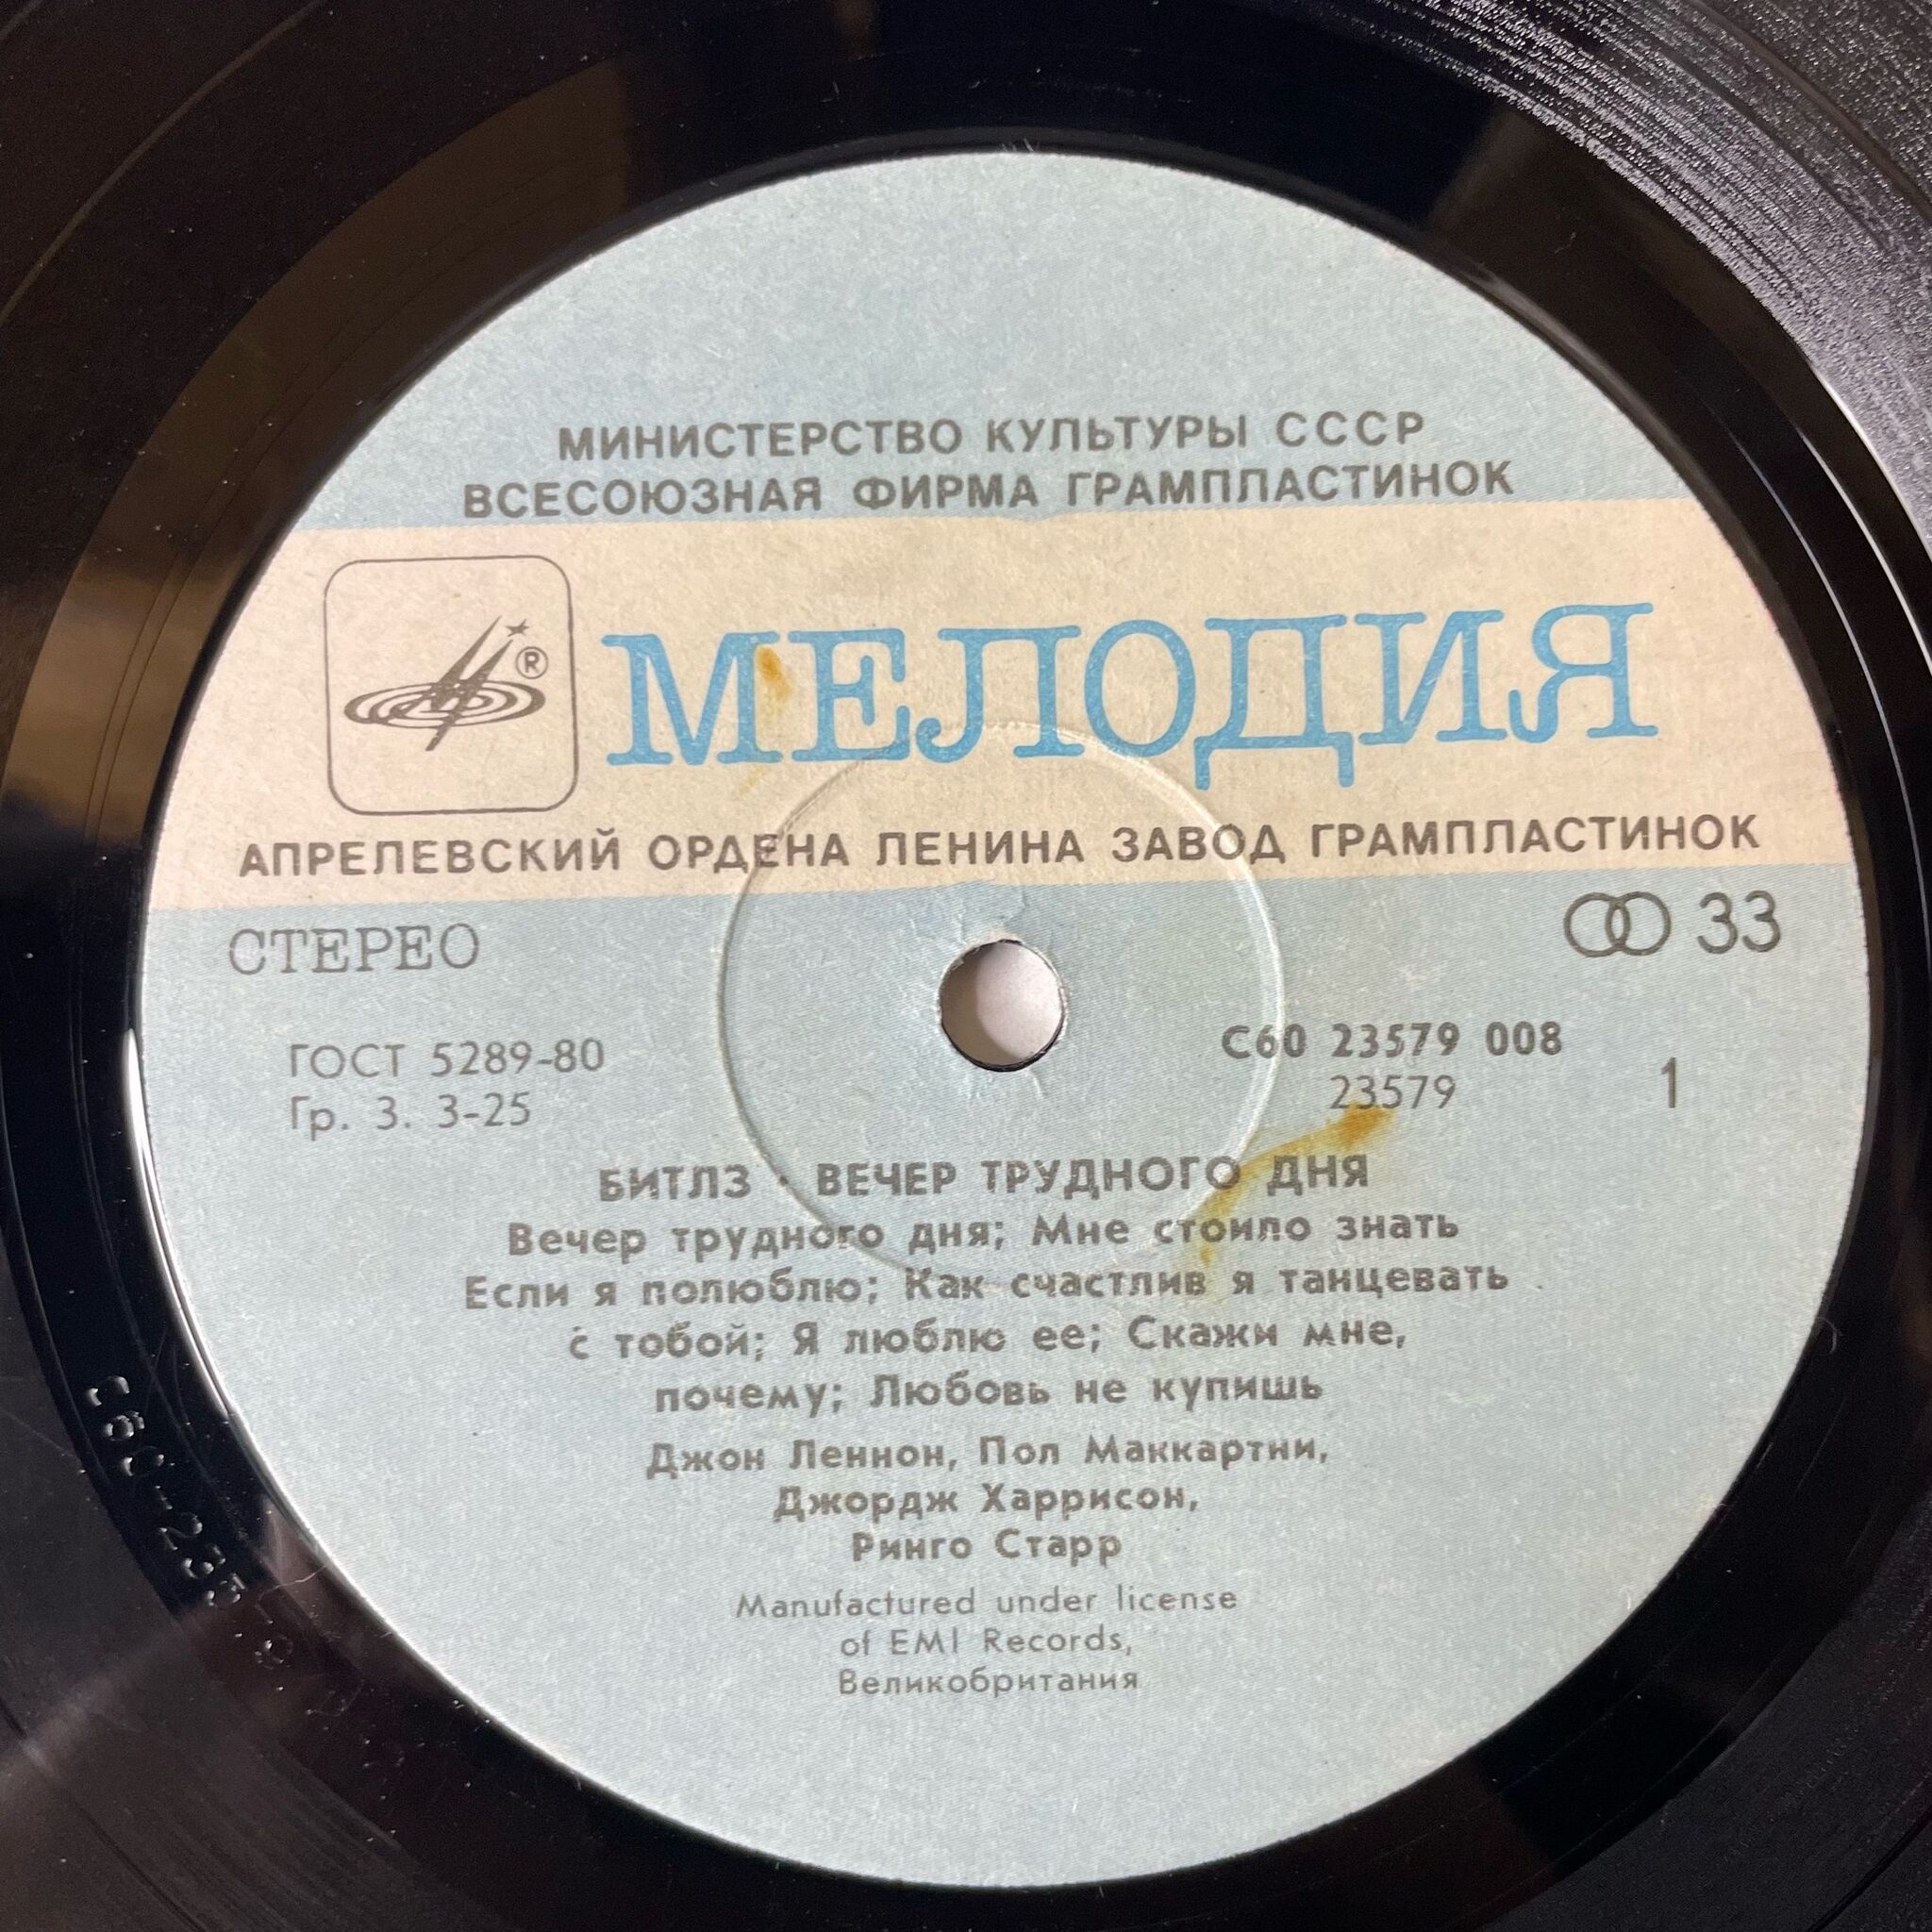 МИНИСТЕРСТВО КУЛЬТУРЫ СССР
ВСЕСОЮЗНАЯ ФИРМА ГРАМПЛАСТИНОК
®
МЕЛОДИЯ
АПРЕЛЕВСКИЙ ОРДЕНА ЛЕНИНА ЗАВОД ГРАМПЛАСТИНОК
СТЕРЕО
33
ГОСТ 5289-80
Гр. 3. 3-25
С60 23579 008
23579
1
БИТЛЗ · ВЕЧЕР ТРУДНОГО ДНЯ
Вечер трудного дня; Мне стоило знать
Если я полюблю; Как счастлив я танцевать
с тобой; Я люблю ее; Скажи мне,
почему; Любовь не купишь
Джон Леннон, Пол Маккартни,
Джордж Харрисон,
Ринго Старр
Manufactured under license
of EMI Records,
Великобритания